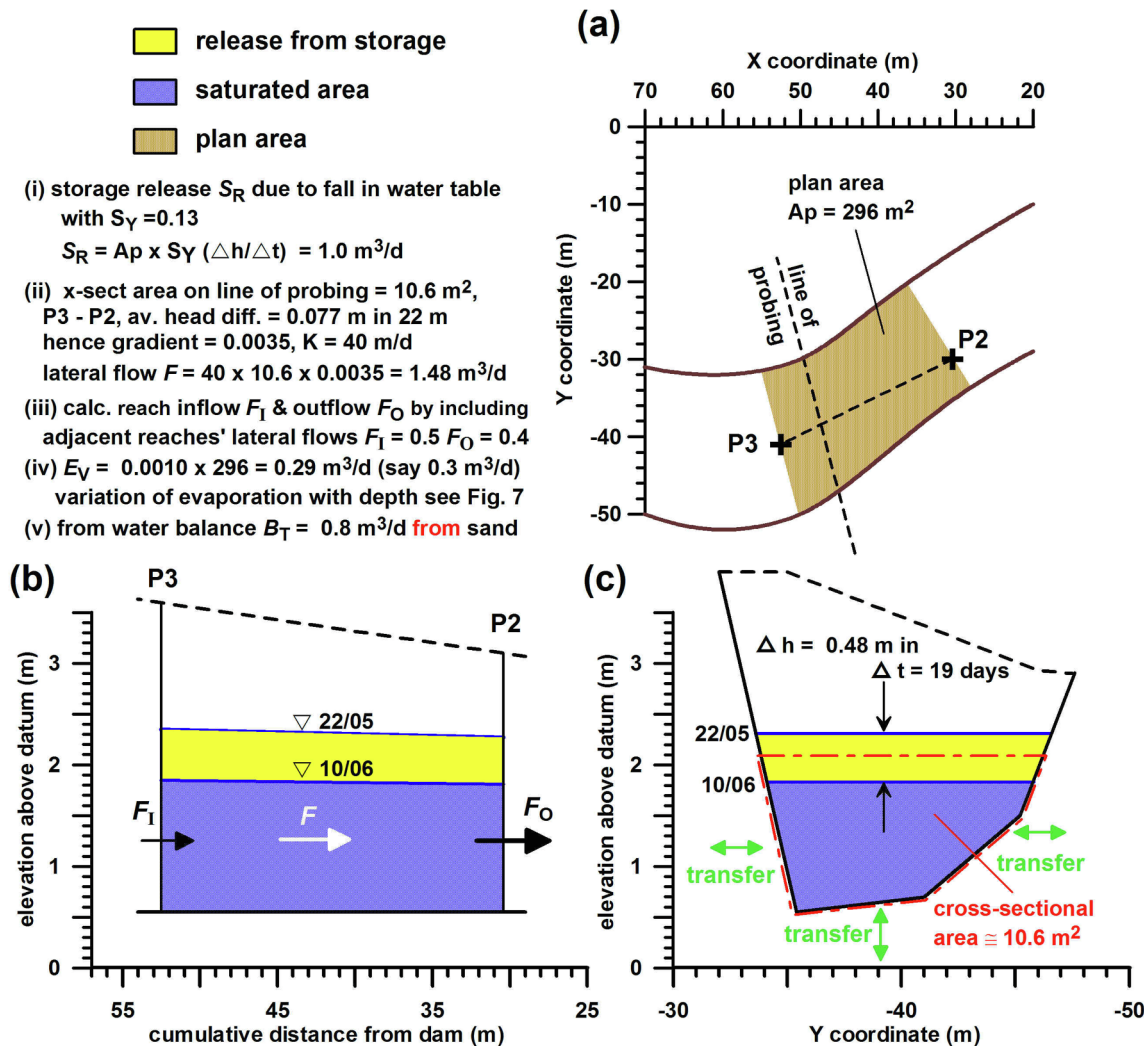 release from storage
saturated area
plan area
(i) storage release SR due to fall in water table
with SY =0.13
SR = Ap x SY (△h/△t) = 1.0 m³/d
(ii) x-sect area on line of probing = 10.6 m²,
P3 - P2, av. head diff. = 0.077 m in 22 m
hence gradient = 0.0035, K = 40 m/d
lateral flow F = 40 x 10.6 x 0.0035 = 1.48 m³/d
(iii) calc. reach inflow FI & outflow FO by including
adjacent reaches' lateral flows FI = 0.5 FO = 0.4
(iv) EV = 0.0010 x 296 = 0.29 m³/d (say 0.3 m³/d)
variation of evaporation with depth see Fig. 7
(v) from water balance BT = 0.8 m³/d from sand
(a)
X coordinate (m)
70 60 50 40 30 20
0
-10
-20
-30
-40
-50
Y coordinate (m)
plan area
Ap = 296 m²
line of
probing
P2
P3
(b)
P3
P2
3
2
1
0
elevation above datum (m)
▽ 22/05
▽ 10/06
FI
F
FO
55 45 35 25
cumulative distance from dam (m)
(c)
△ h = 0.48 m in
△ t = 19 days
3
2
1
0
elevation above datum (m)
22/05
10/06
transfer
transfer
transfer
cross-sectional
area ≅ 10.6 m²
-30 -40 -50
Y coordinate (m)